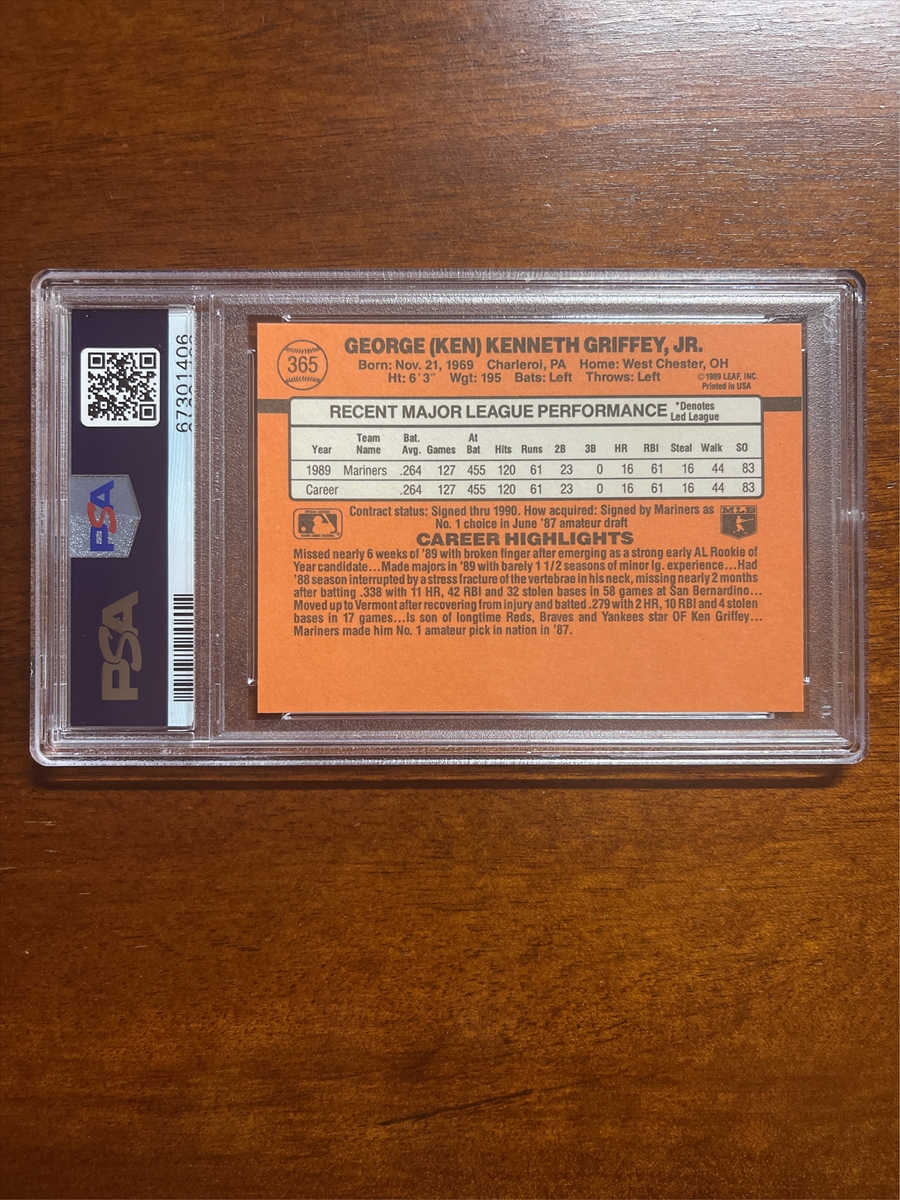 67301406
PSA
PSA
365
GEORGE (KEN) KENNETH GRIFFEY, JR.
Born: Nov. 21, 1969 Charleroi, PA Home: West Chester, OH
Ht: 6' 3" Wgt: 195 Bats: Left Throws: Left
©1989 LEAF, INC.
Printed in USA
RECENT MAJOR LEAGUE PERFORMANCE *Denotes
Led League
Year Team Name Bat. Avg. Games At Bat Hits Runs 2B 3B HR RBI Steal Walk SO
1989 Mariners .264 127 455 120 61 23 0 16 61 16 44 83
Career .264 127 455 120 61 23 0 16 61 16 44 83
Contract status: Signed thru 1990. How acquired: Signed by Mariners as
No. 1 choice in June '87 amateur draft
MLB
CAREER HIGHLIGHTS
Missed nearly 6 weeks of '89 with broken finger after emerging as a strong early AL Rookie of
Year candidate...Made majors in '89 with barely 1 1/2 seasons of minor lg. experience...Had
'88 season interrupted by a stress fracture of the vertebrae in his neck, missing nearly 2 months
after batting .338 with 11 HR, 42 RBI and 32 stolen bases in 58 games at San Bernardino...
Moved up to Vermont after recovering from injury and batted .279 with 2 HR, 10 RBI and 4 stolen
bases in 17 games...is son of longtime Reds, Braves and Yankees star OF Ken Griffey...
Mariners made him No. 1 amateur pick in nation in '87.